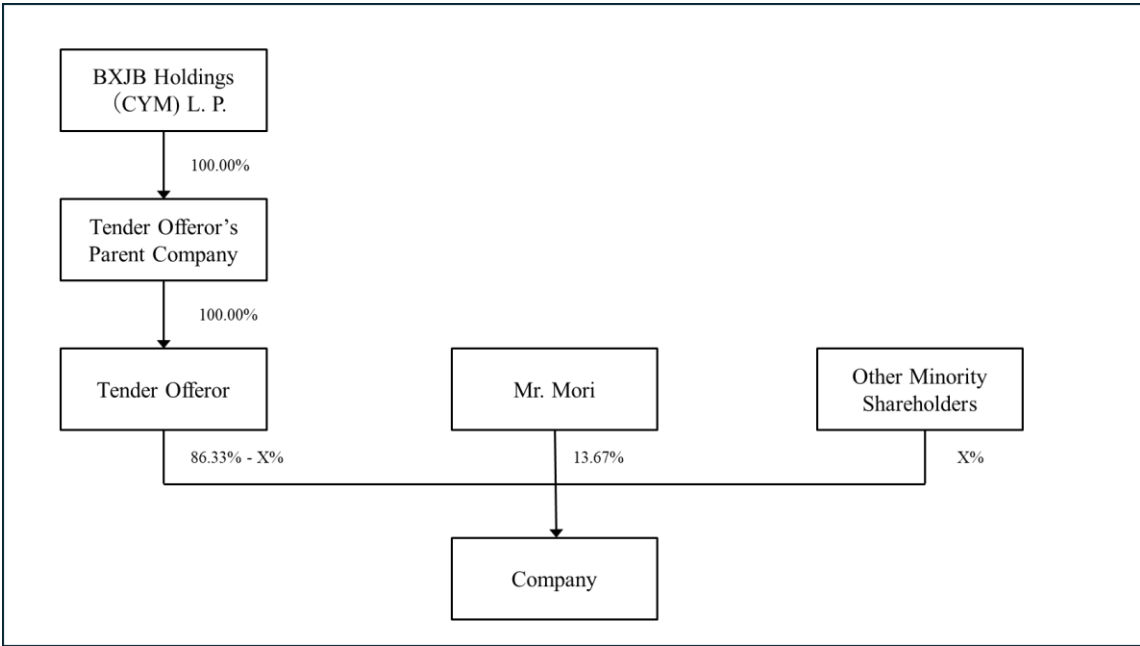 BXJB Holdings
（CYM) L. P.
100.00%
Tender Offeror’s
Parent Company
100.00%
Tender Offeror
Mr. Mori
Other Minority
Shareholders
86.33% - X%
13.67%
X%
Company